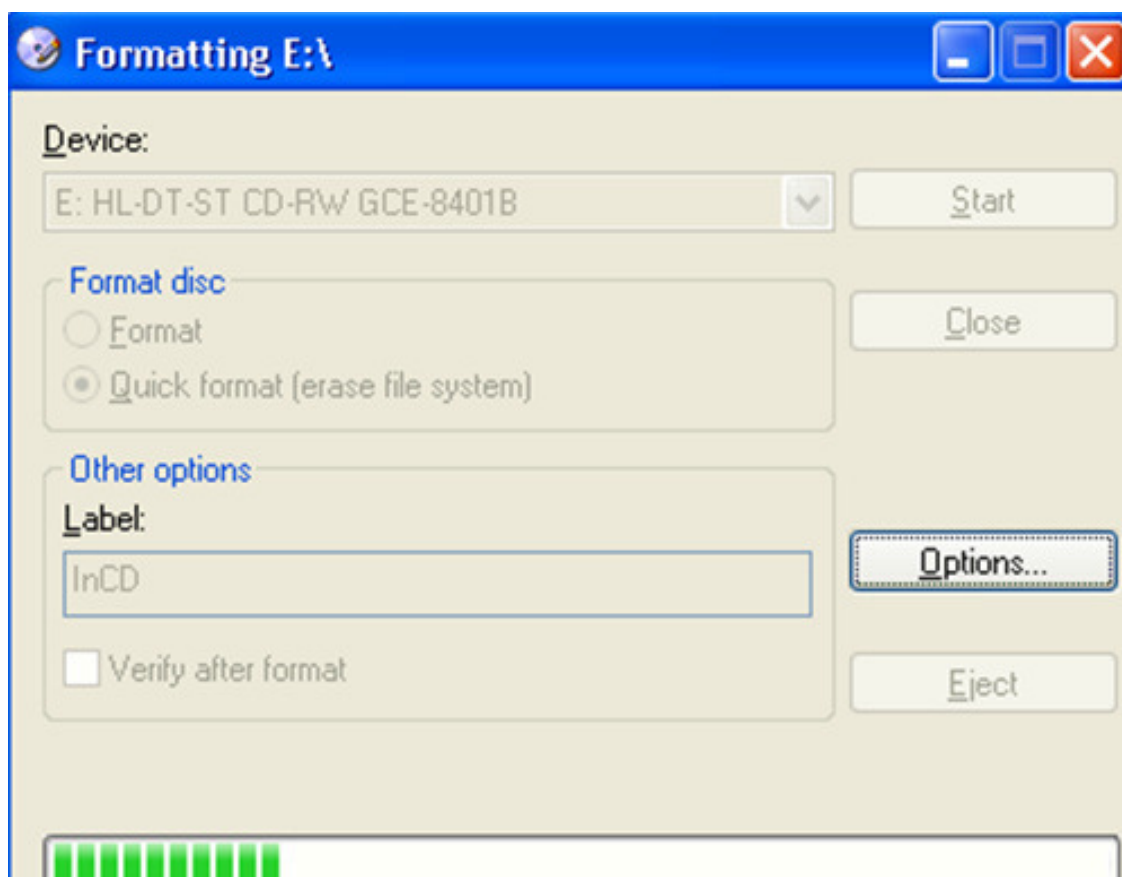 Formatting E:\
Device:
E: HL-DT-ST CD-RW GCE-8401B
Start
Format disc
Format
Close
Quick format (erase file system)
Other options
Label:
InCD
Options...
Verify after format
Eject